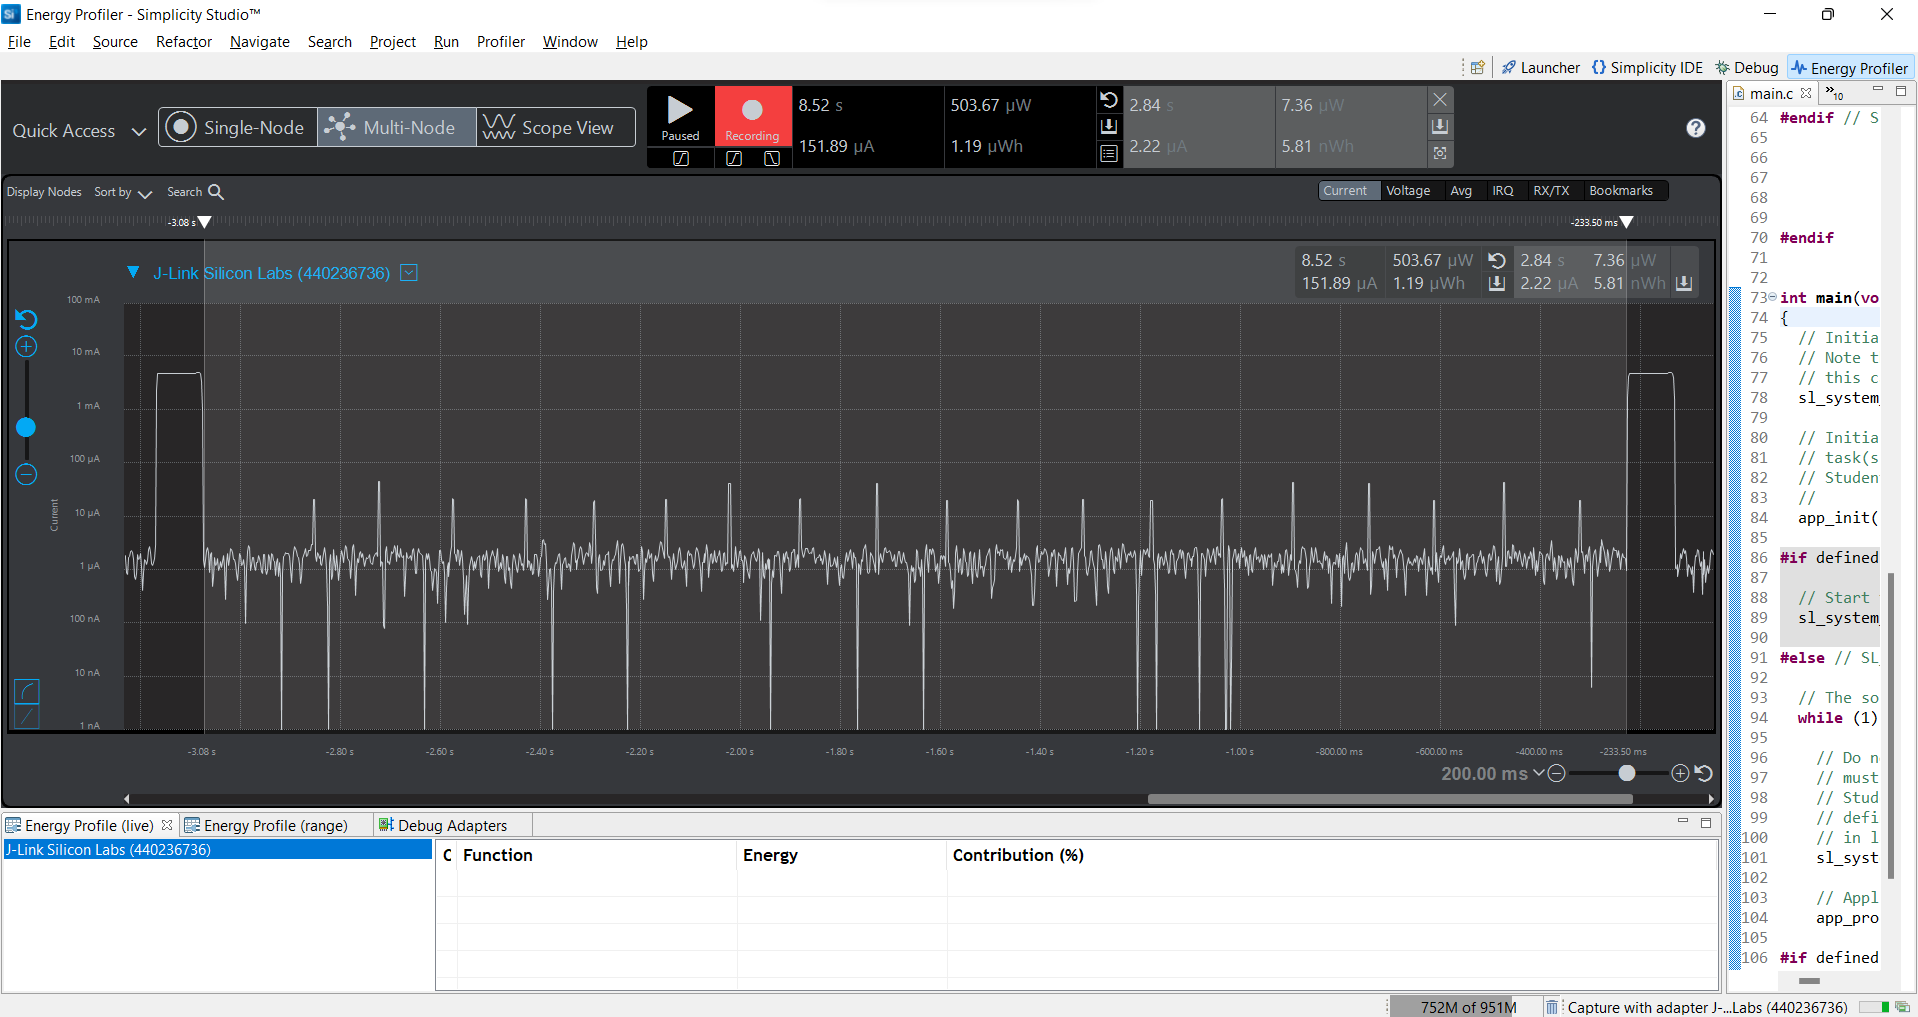 Si Energy Profiler - Simplicity Studio™
File Edit Source Refactor Navigate Search Project Run Profiler Window Help
Launcher {} Simplicity IDE Debug Energy Profiler
Quick Access Single-Node Multi-Node Scope View
Paused Recording
8.52 s 503.67 µW 2.84 s 7.36 µW
151.89 µA 1.19 µWh 2.22 µA 5.81 nWh
Display Nodes Sort by Search
Current Voltage Avg IRQ RX/TX Bookmarks
-3.08 s -233.50 ms
J-Link Silicon Labs (440236736)
8.52 s 503.67 µW 2.84 s 7.36 µW
151.89 µA 1.19 µWh 2.22 µA 5.81 nWh
100 mA
10 mA
1 mA
100 µA
10 µA
1 µA
100 nA
10 nA
1 nA
Current
-3.08 s -2.80 s -2.60 s -2.40 s -2.20 s -2.00 s -1.80 s -1.60 s -1.40 s -1.20 s -1.00 s -800.00 ms -600.00 ms -400.00 ms -233.50 ms
200.00 ms
Energy Profile (live) Energy Profile (range) Debug Adapters
J-Link Silicon Labs (440236736)
C Function Energy Contribution (%)
main.c »10
64 #endif // S
65
66
67
68
69
70 #endif
71
72
73 int main(vo
74 {
75 // Initia
76 // Note t
77 // this c
78 sl_system_
79
80 // Initia
81 // task(s
82 // Studen
83 //
84 app_init(
85
86 #if defined
87
88 // Start
89 sl_system_
90
91 #else // SL_
92
93 // The so
94 while (1)
95
96 // Do n
97 // must
98 // Stud
99 // defi
100 // in l
101 sl_syst
102
103 // Appl
104 app_pro
105
106 #if defined
752M of 951M Capture with adapter J-...Labs (440236736)